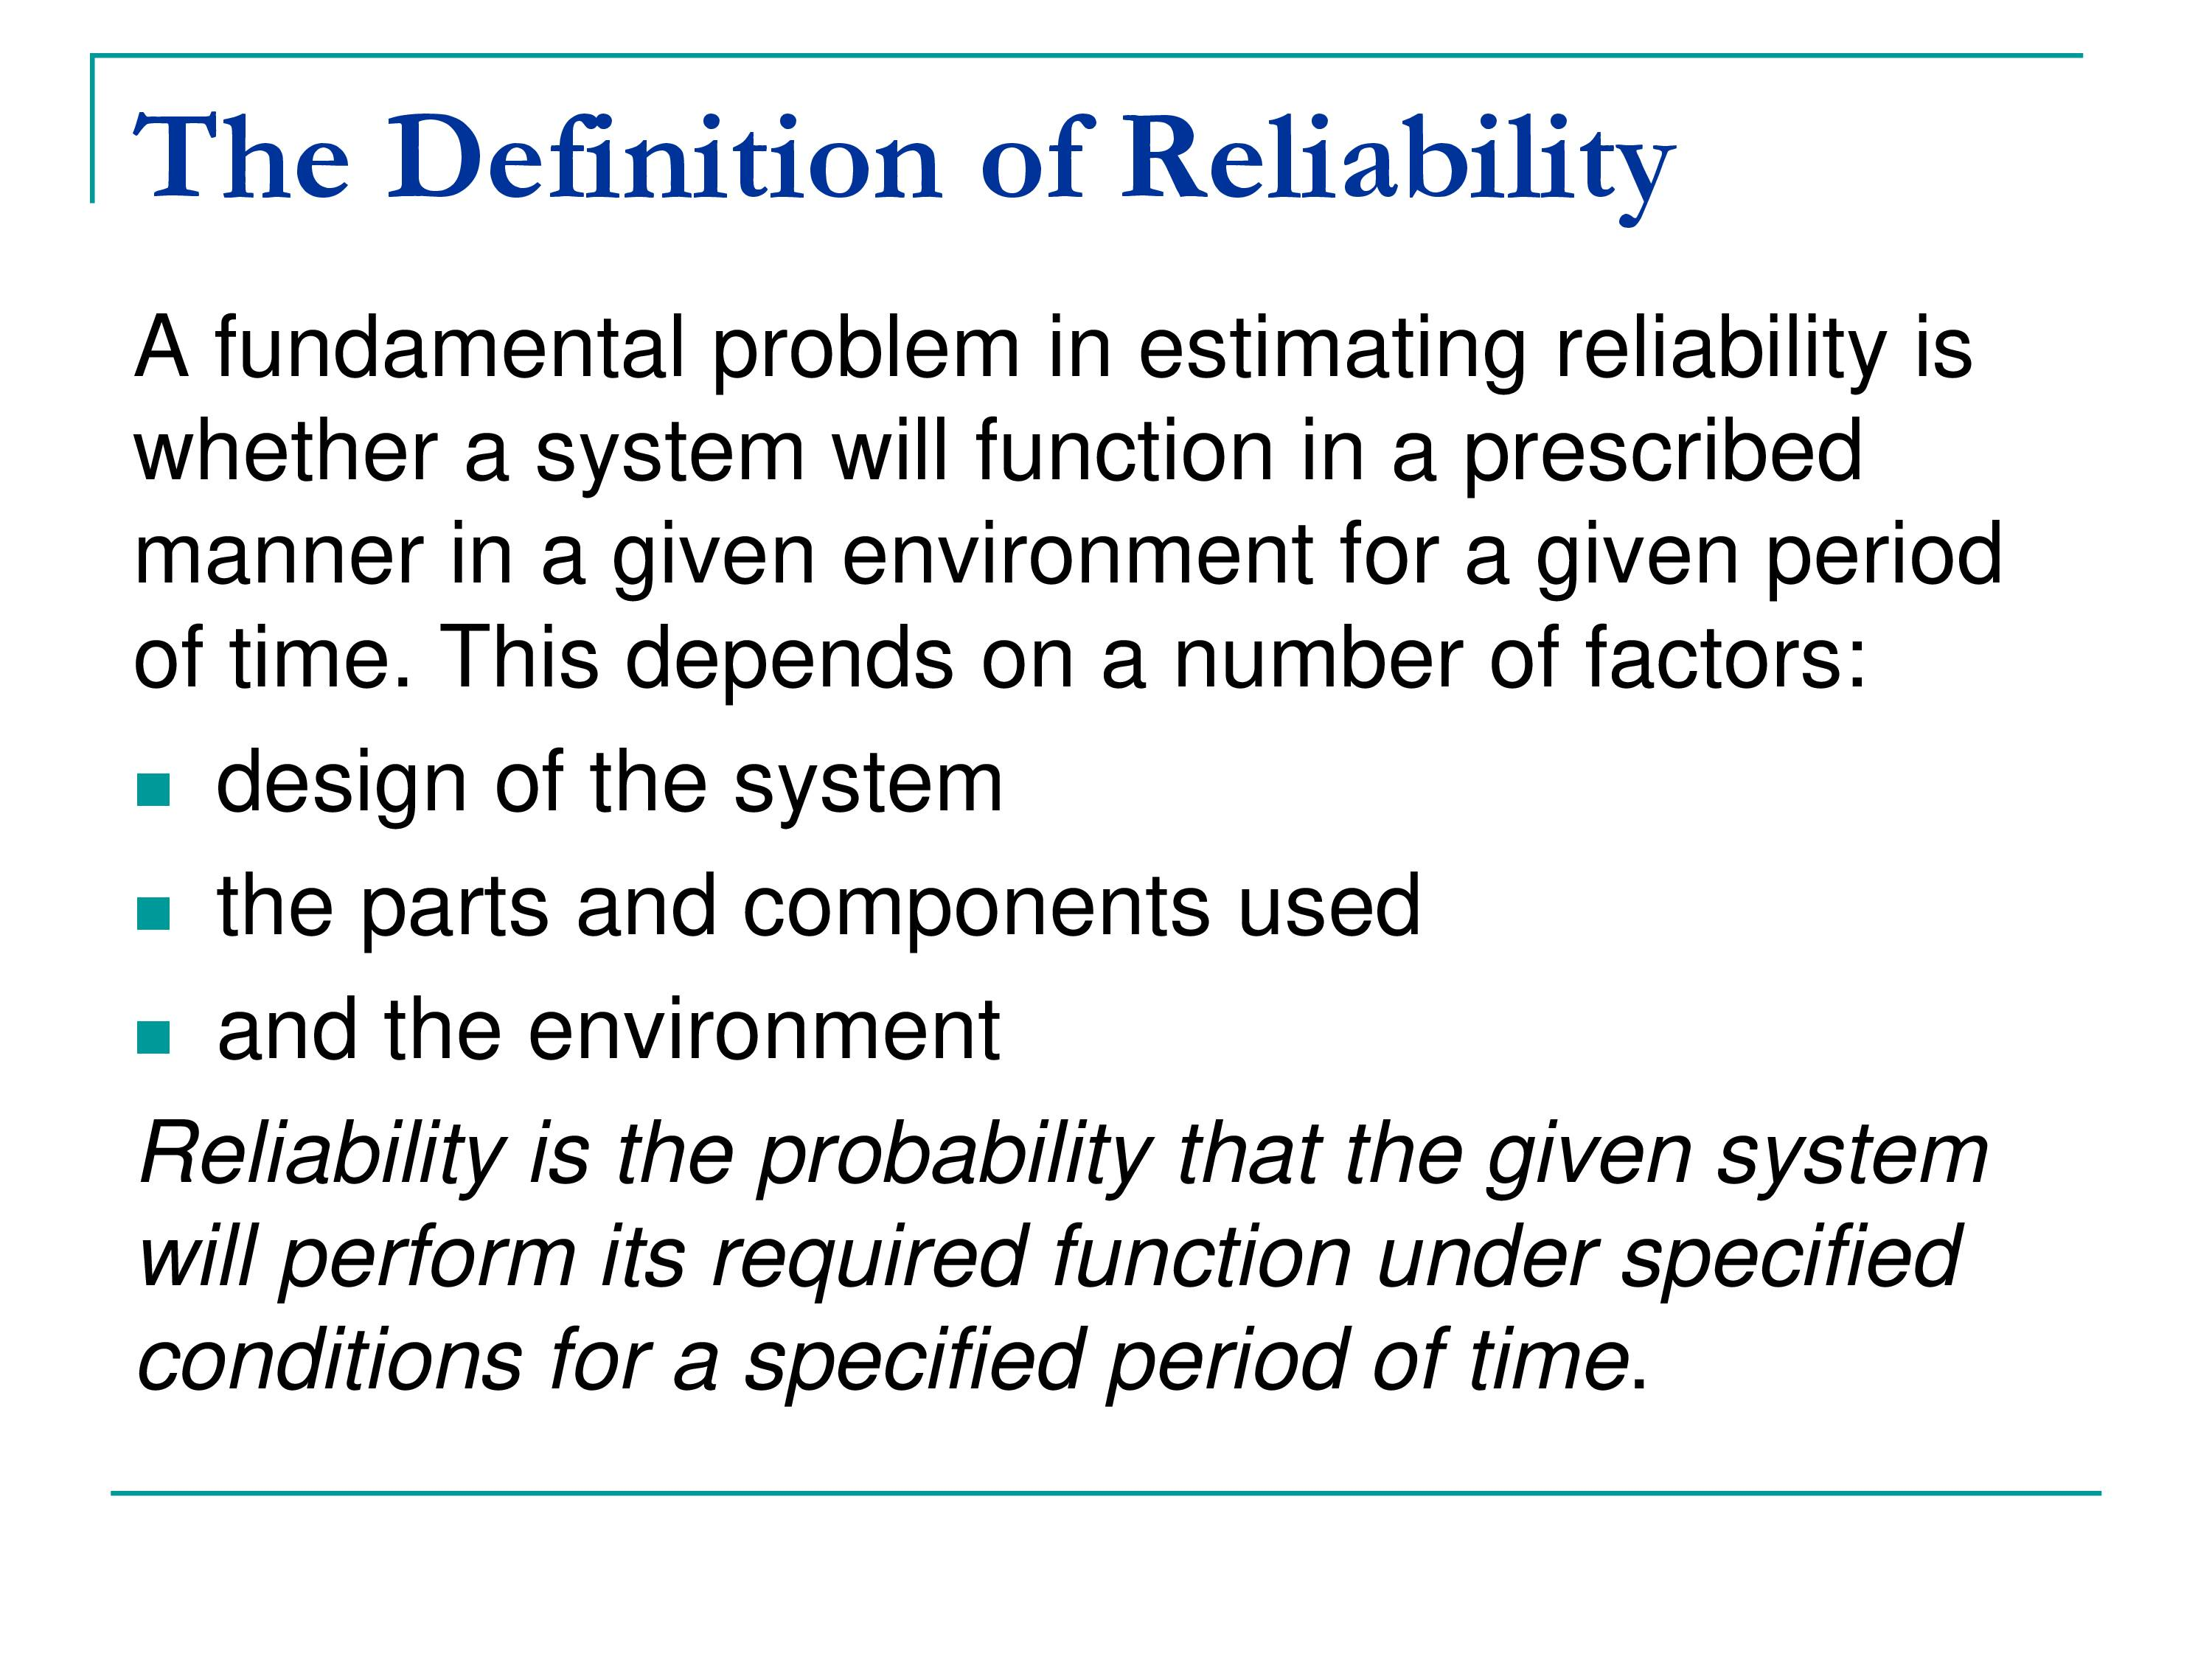 The Definition of Reliability
A fundamental problem in estimating reliability is
whether a system will function in a prescribed
manner in a given environment for a given period
of time. This depends on a number of factors:
design of the system
the parts and components used
and the environment
Reliability is the probability that the given system
will perform its required function under specified
conditions for a specified period of time.